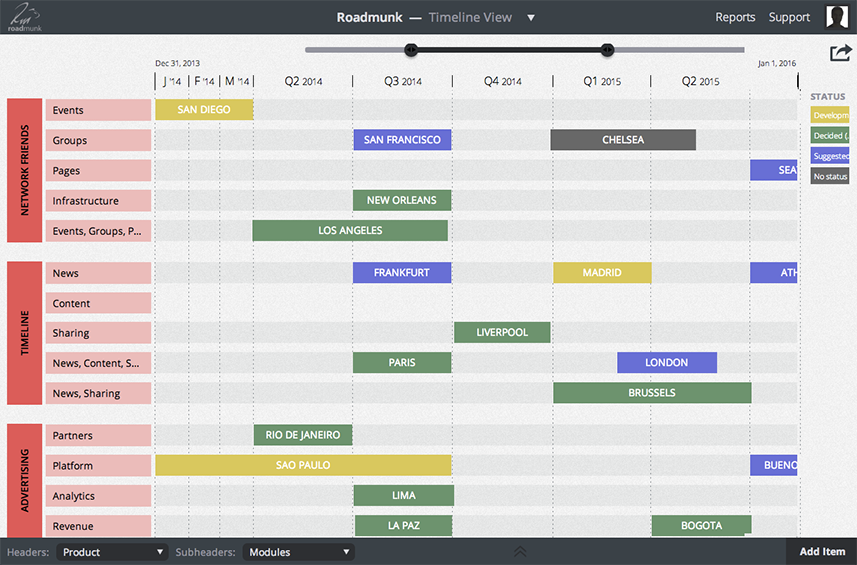 roadmunk
Roadmunk — Timeline View ▼
Reports Support
Dec 31, 2013
Jan 1, 2016
J '14 F '14 M '14 Q2 2014 Q3 2014 Q4 2014 Q1 2015 Q2 2015
STATUS
Developm
Decided (.
Suggested
No status
NETWORK FRIENDS
Events SAN DIEGO
Groups SAN FRANCISCO CHELSEA
Pages SEA
Infrastructure NEW ORLEANS
Events, Groups, P... LOS ANGELES
TIMELINE
News FRANKFURT MADRID ATH
Content
Sharing LIVERPOOL
News, Content, S... PARIS LONDON
News, Sharing BRUSSELS
ADVERTISING
Partners RIO DE JANEIRO
Platform SAO PAULO BUENO
Analytics LIMA
Revenue LA PAZ BOGOTA
Headers: Product ▼ Subheaders: Modules ▼ Add Item